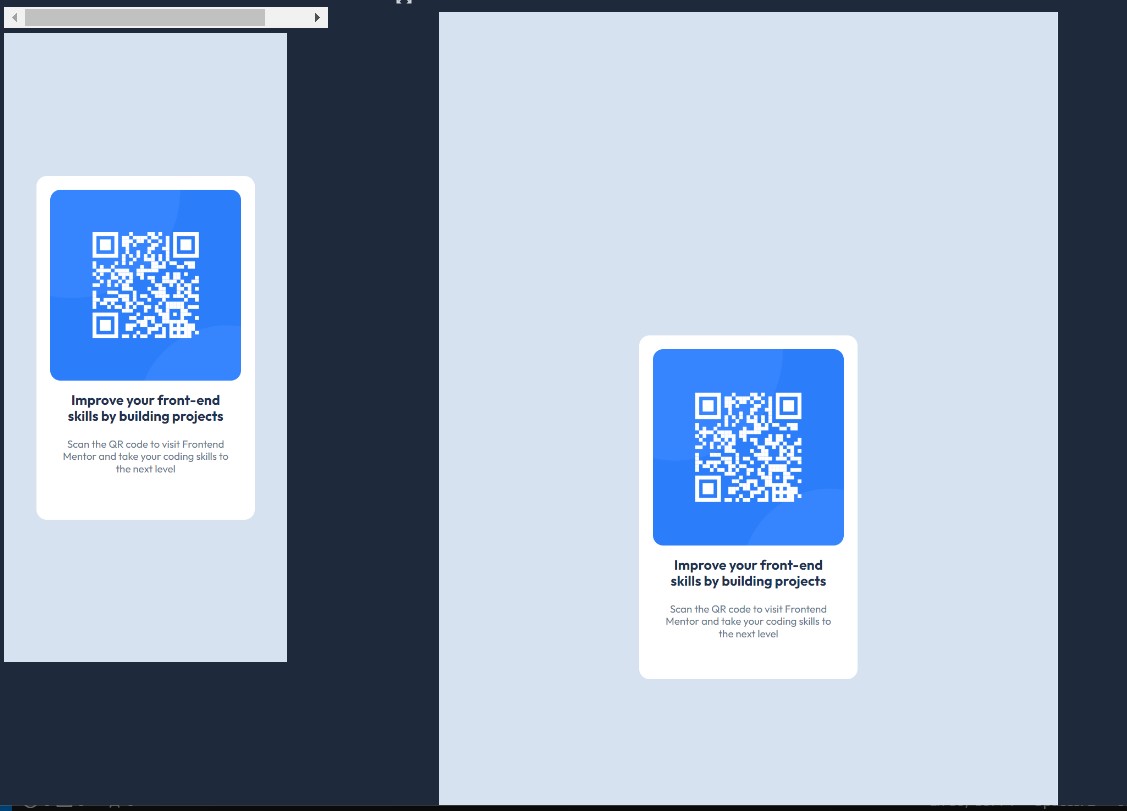 Improve your front-end
skills by building projects
Scan the QR code to visit Frontend
Mentor and take your coding skills to
the next level
Improve your front-end
skills by building projects
Scan the QR code to visit Frontend
Mentor and take your coding skills to
the next level